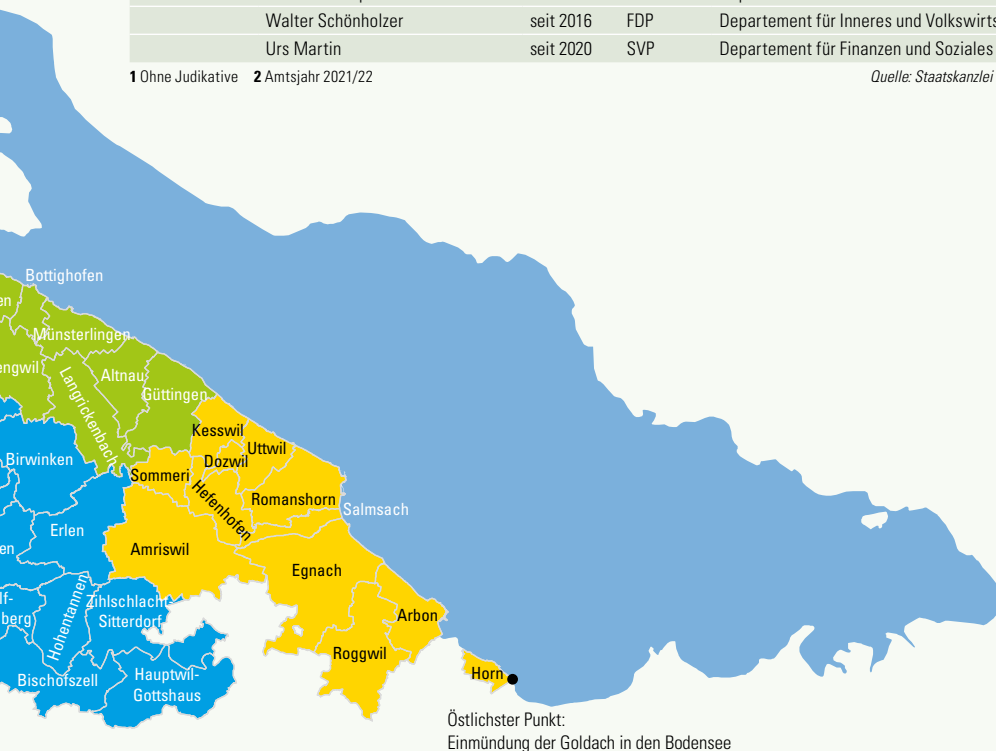 Walter Schönholzer seit 2016 FDP Departement für Inneres und
Urs Martin seit 2020 SVP Departement für Finanzen und Soziales
1 Ohne Judikative 2 Amtsjahr 2021/22 Quelle: Staatskanzlei
Bottighofen
Münsterlingen
Altnau
Langrickenbach
Güttingen
Kesswil
Uttwil
Dozwil
Birwinken
Sommeri
Hefenhofen
Romanshorn
Salmsach
Erlen
Amriswil
Egnach
Hohentannen
Zihlschlacht-
Sitterdorf
Arbon
Roggwil
Bischofszell
Hauptwil-
Gottshaus
Horn
Östlichster Punkt:
Einmündung der Goldach in den Bodensee